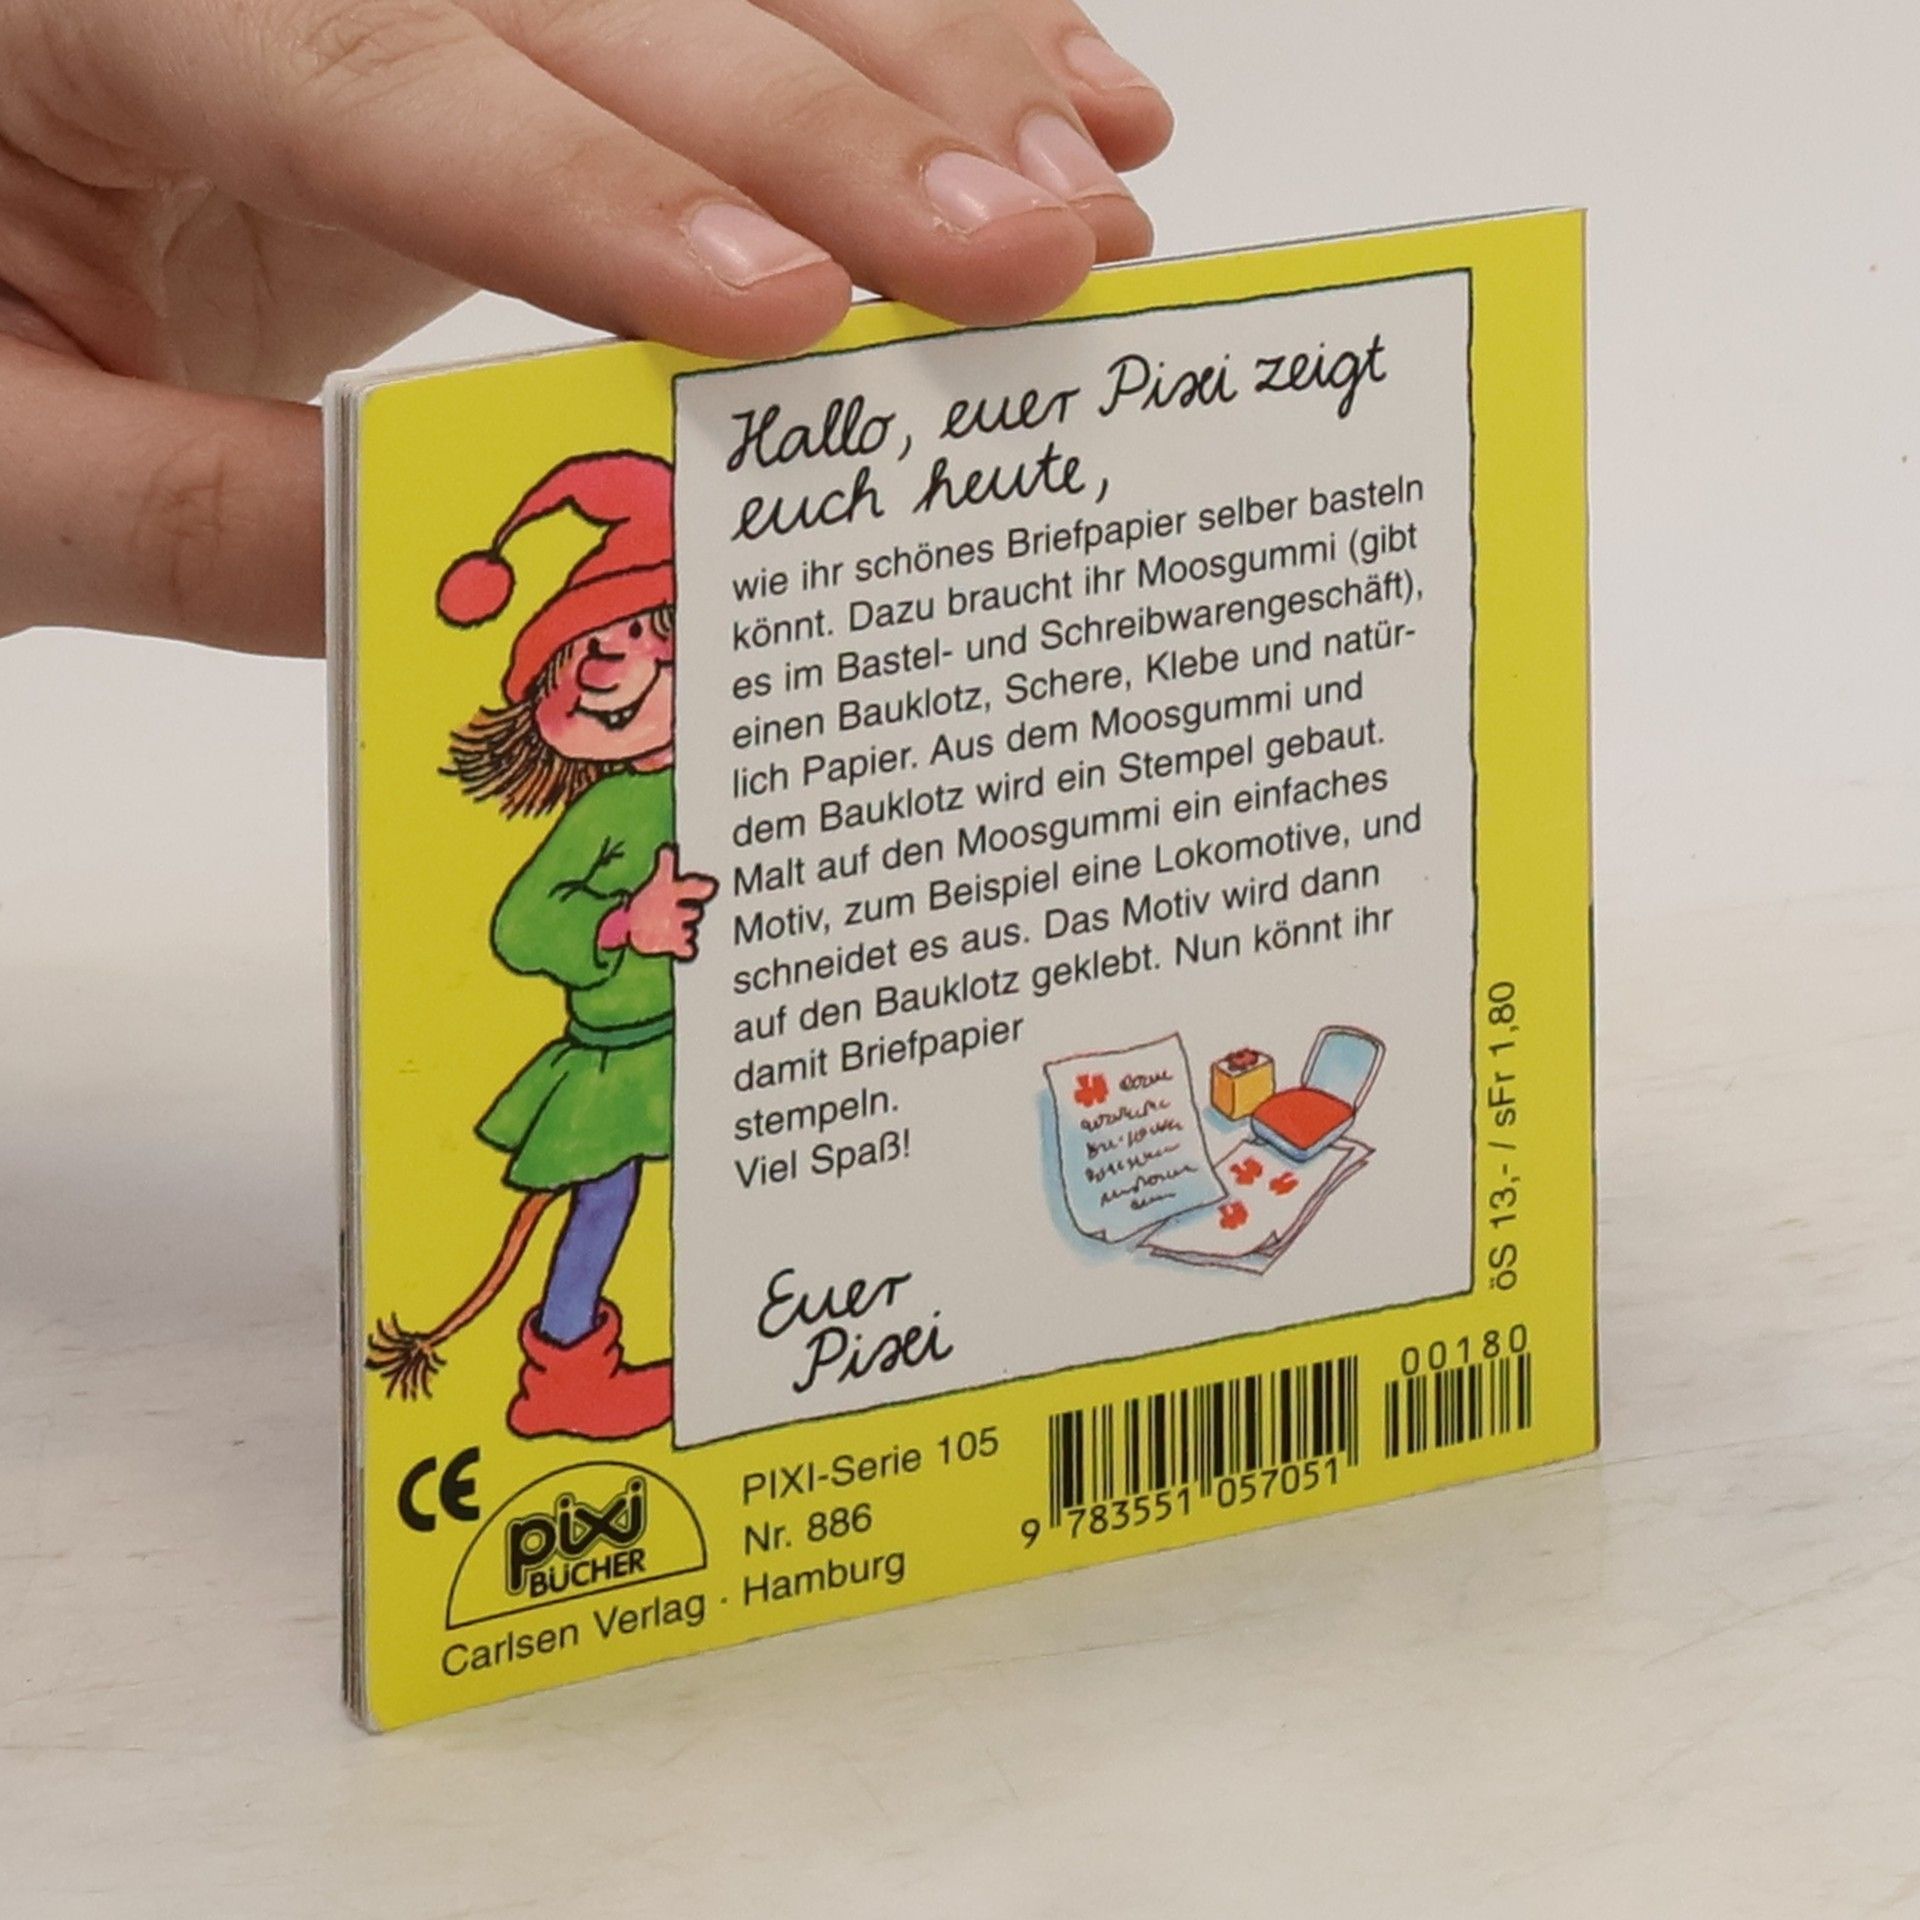 Hallo, euer Pixi zeigt
euch heute,
wie ihr schönes Briefpapier selber basteln
könnt. Dazu braucht ihr Moosgummi (gibt
es im Bastel- und Schreibwarengeschäft),
einen Bauklotz, Schere, Klebe und natür-
lich Papier. Aus dem Moosgummi und
dem Bauklotz wird ein Stempel gebaut.
Malt auf den Moosgummi ein einfaches
Motiv, zum Beispiel eine Lokomotive, und
schneidet es aus. Das Motiv wird dann
auf den Bauklotz geklebt. Nun könnt ihr
damit Briefpapier
stempeln.
Viel Spaß!
Euer
Pixi
öS 13,- / sFr 1,80
CE
pixi
BÜCHER
Carlsen Verlag · Hamburg
PIXI-Serie 105
Nr. 886
9 783551 057051
00180